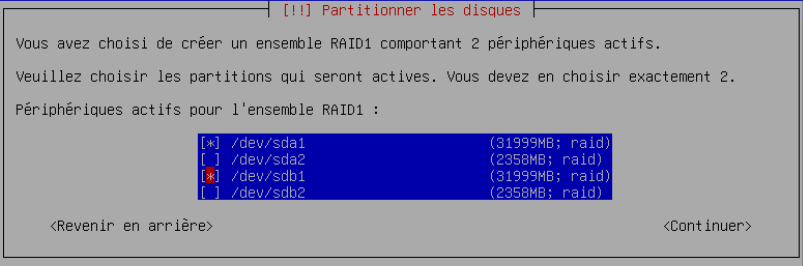 [!!] Partitionner les disques
Vous avez choisi de créer un ensemble RAID1 comportant 2 périphériques actifs.
Veuillez choisir les partitions qui seront actives. Vous devez en choisir exactement 2.
Périphériques actifs pour l'ensemble RAID1 :
[*] /dev/sda1 (31999MB; raid)
[ ] /dev/sda2 (2358MB; raid)
[*] /dev/sdb1 (31999MB; raid)
[ ] /dev/sdb2 (2358MB; raid)
<Revenir en arrière> <Continuer>